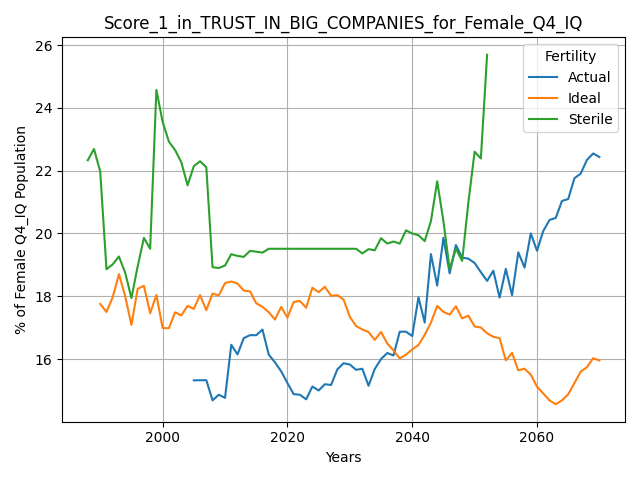 Score_1_in_TRUST_IN_BIG_COMPANIES_for_Female_Q4_IQ
26
24
22
20
18
16
% of Female Q4_IQ Population
Fertility
Actual
Ideal
Sterile
2000
2020
2040
2060
Years